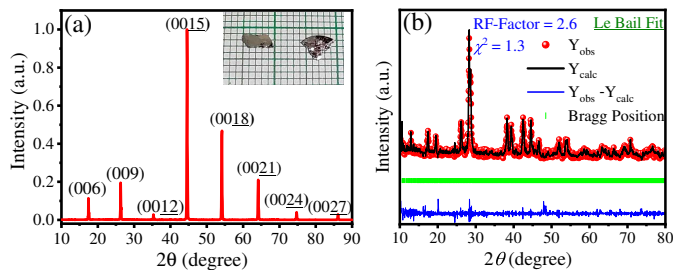 (a)
(0015)
(0018)
(0021)
(009)
(006)
(0012)
(0024)
(0027)
1.0
0.8
0.6
0.4
0.2
0.0
Intensity (a.u.)
10 20 30 40 50 60 70 80 90
2θ (degree)
(b)
RF-Factor = 2.6
χ² = 1.3
Le Bail Fit
Yobs
Ycalc
Yobs -Ycalc
Bragg Position
Intensity (a.u.)
10 20 30 40 50 60 70 80
2θ (degree)